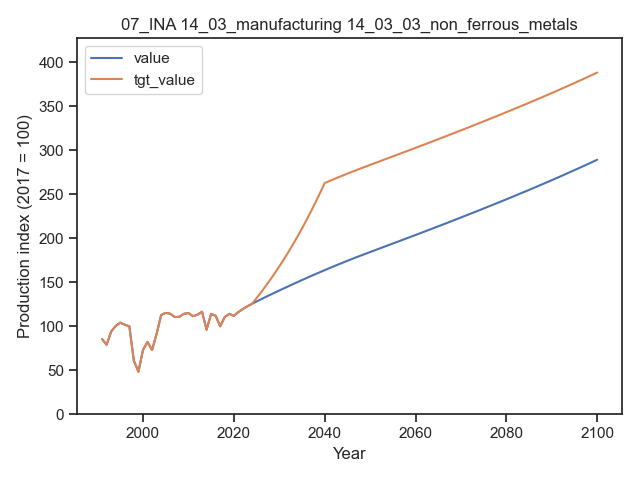 07_INA 14_03_manufacturing 14_03_03_non_ferrous_metals
value
tgt_value
Production index (2017 = 100)
400
350
300
250
200
150
100
50
0
2000 2020 2040 2060 2080 2100
Year